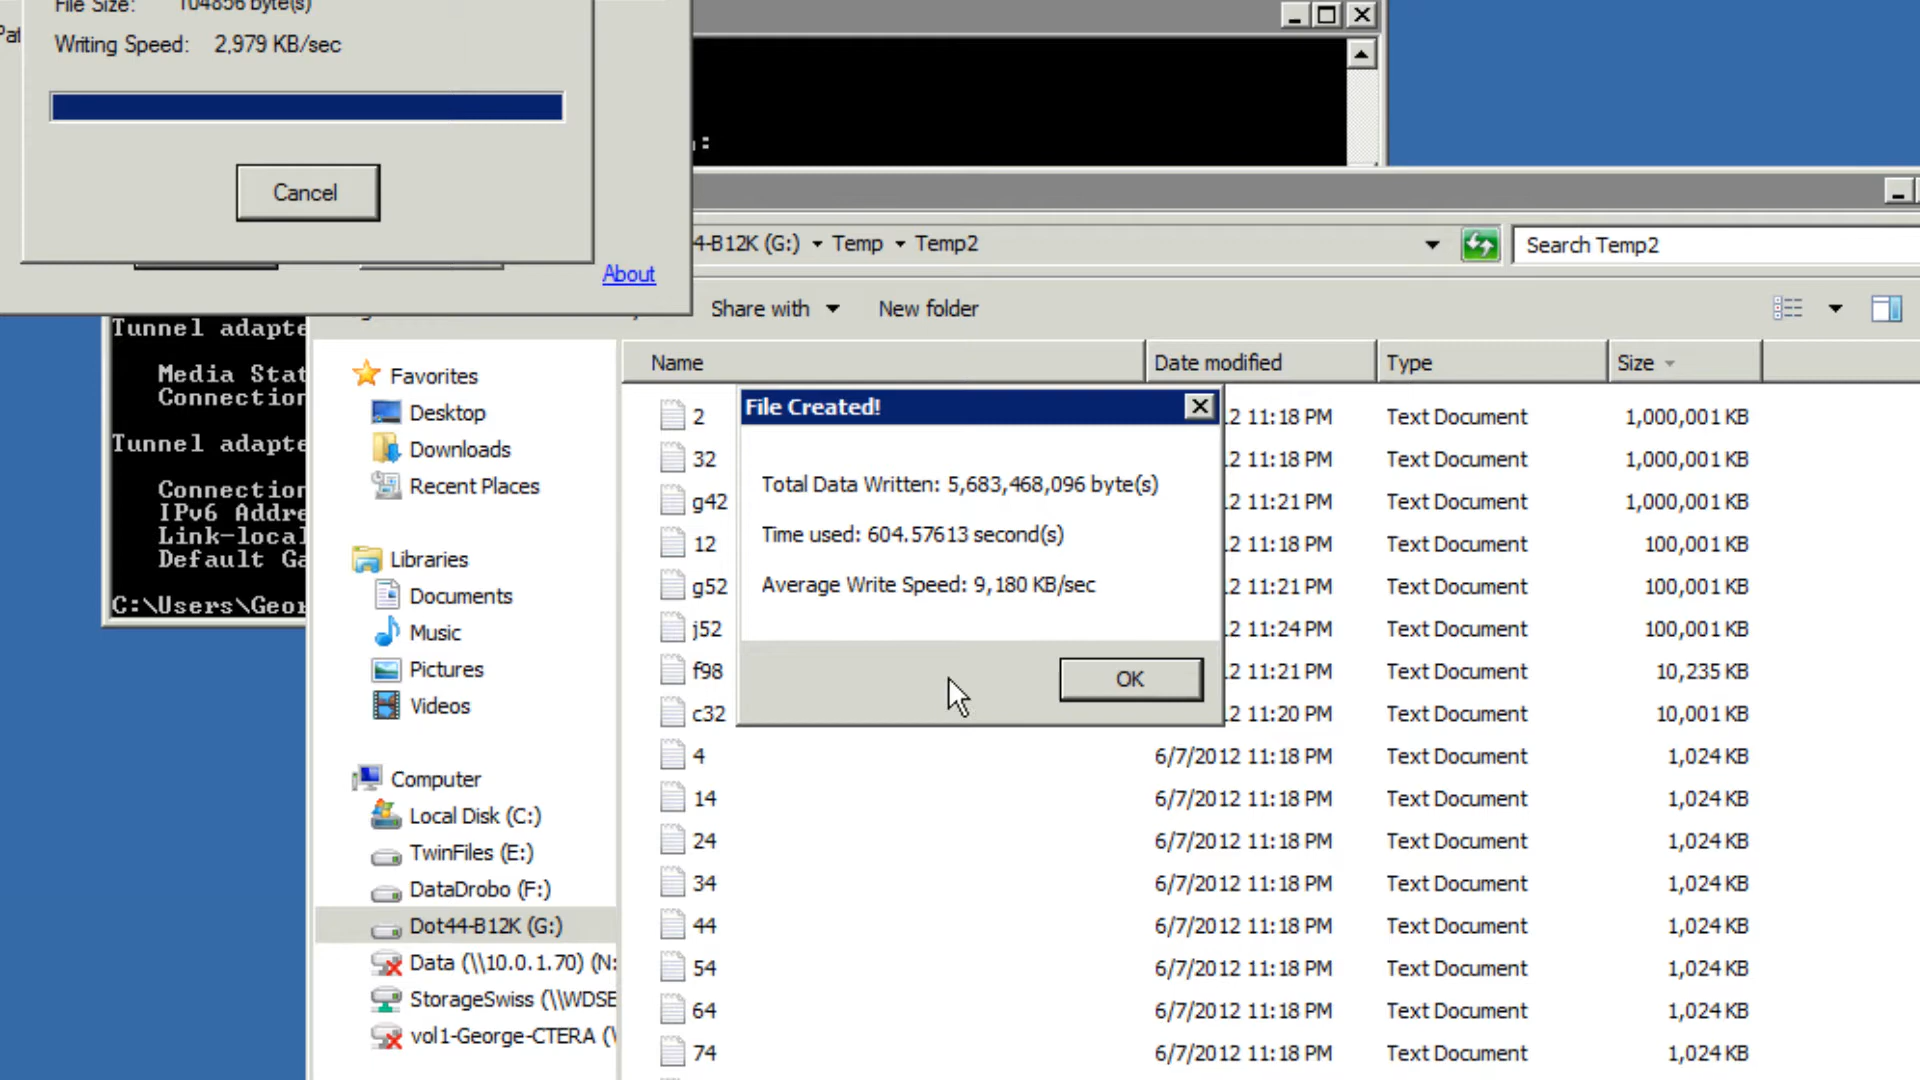 File Size: 104856 byte(s)
Writing Speed: 2,979 KB/sec
Cancel
About
4-B12K (G:) Temp Temp2
Search Temp2
Share with New folder
Tunnel adapte
Media Stat
Connection
Tunnel adapte
Connection
IPv6 Addre
Link-local
Default Ga
C:\Users\Geor
Favorites
Desktop
Downloads
Recent Places
Libraries
Documents
Music
Pictures
Videos
Computer
Local Disk (C:)
TwinFiles (E:)
DataDrobo (F:)
Dot44-B12K (G:)
Data (\\10.0.1.70) (N:
StorageSwiss (\\WDSE
vol1-George-CTERA (\
Name Date modified Type Size
2 2 11:18 PM Text Document 1,000,001 KB
32 2 11:18 PM Text Document 1,000,001 KB
g42 2 11:21 PM Text Document 1,000,001 KB
12 2 11:18 PM Text Document 100,001 KB
g52 2 11:21 PM Text Document 100,001 KB
j52 2 11:24 PM Text Document 100,001 KB
f98 2 11:21 PM Text Document 10,235 KB
c32 2 11:20 PM Text Document 10,001 KB
4 6/7/2012 11:18 PM Text Document 1,024 KB
14 6/7/2012 11:18 PM Text Document 1,024 KB
24 6/7/2012 11:18 PM Text Document 1,024 KB
34 6/7/2012 11:18 PM Text Document 1,024 KB
44 6/7/2012 11:18 PM Text Document 1,024 KB
54 6/7/2012 11:18 PM Text Document 1,024 KB
64 6/7/2012 11:18 PM Text Document 1,024 KB
74 6/7/2012 11:18 PM Text Document 1,024 KB
File Created!
Total Data Written: 5,683,468,096 byte(s)
Time used: 604.57613 second(s)
Average Write Speed: 9,180 KB/sec
OK